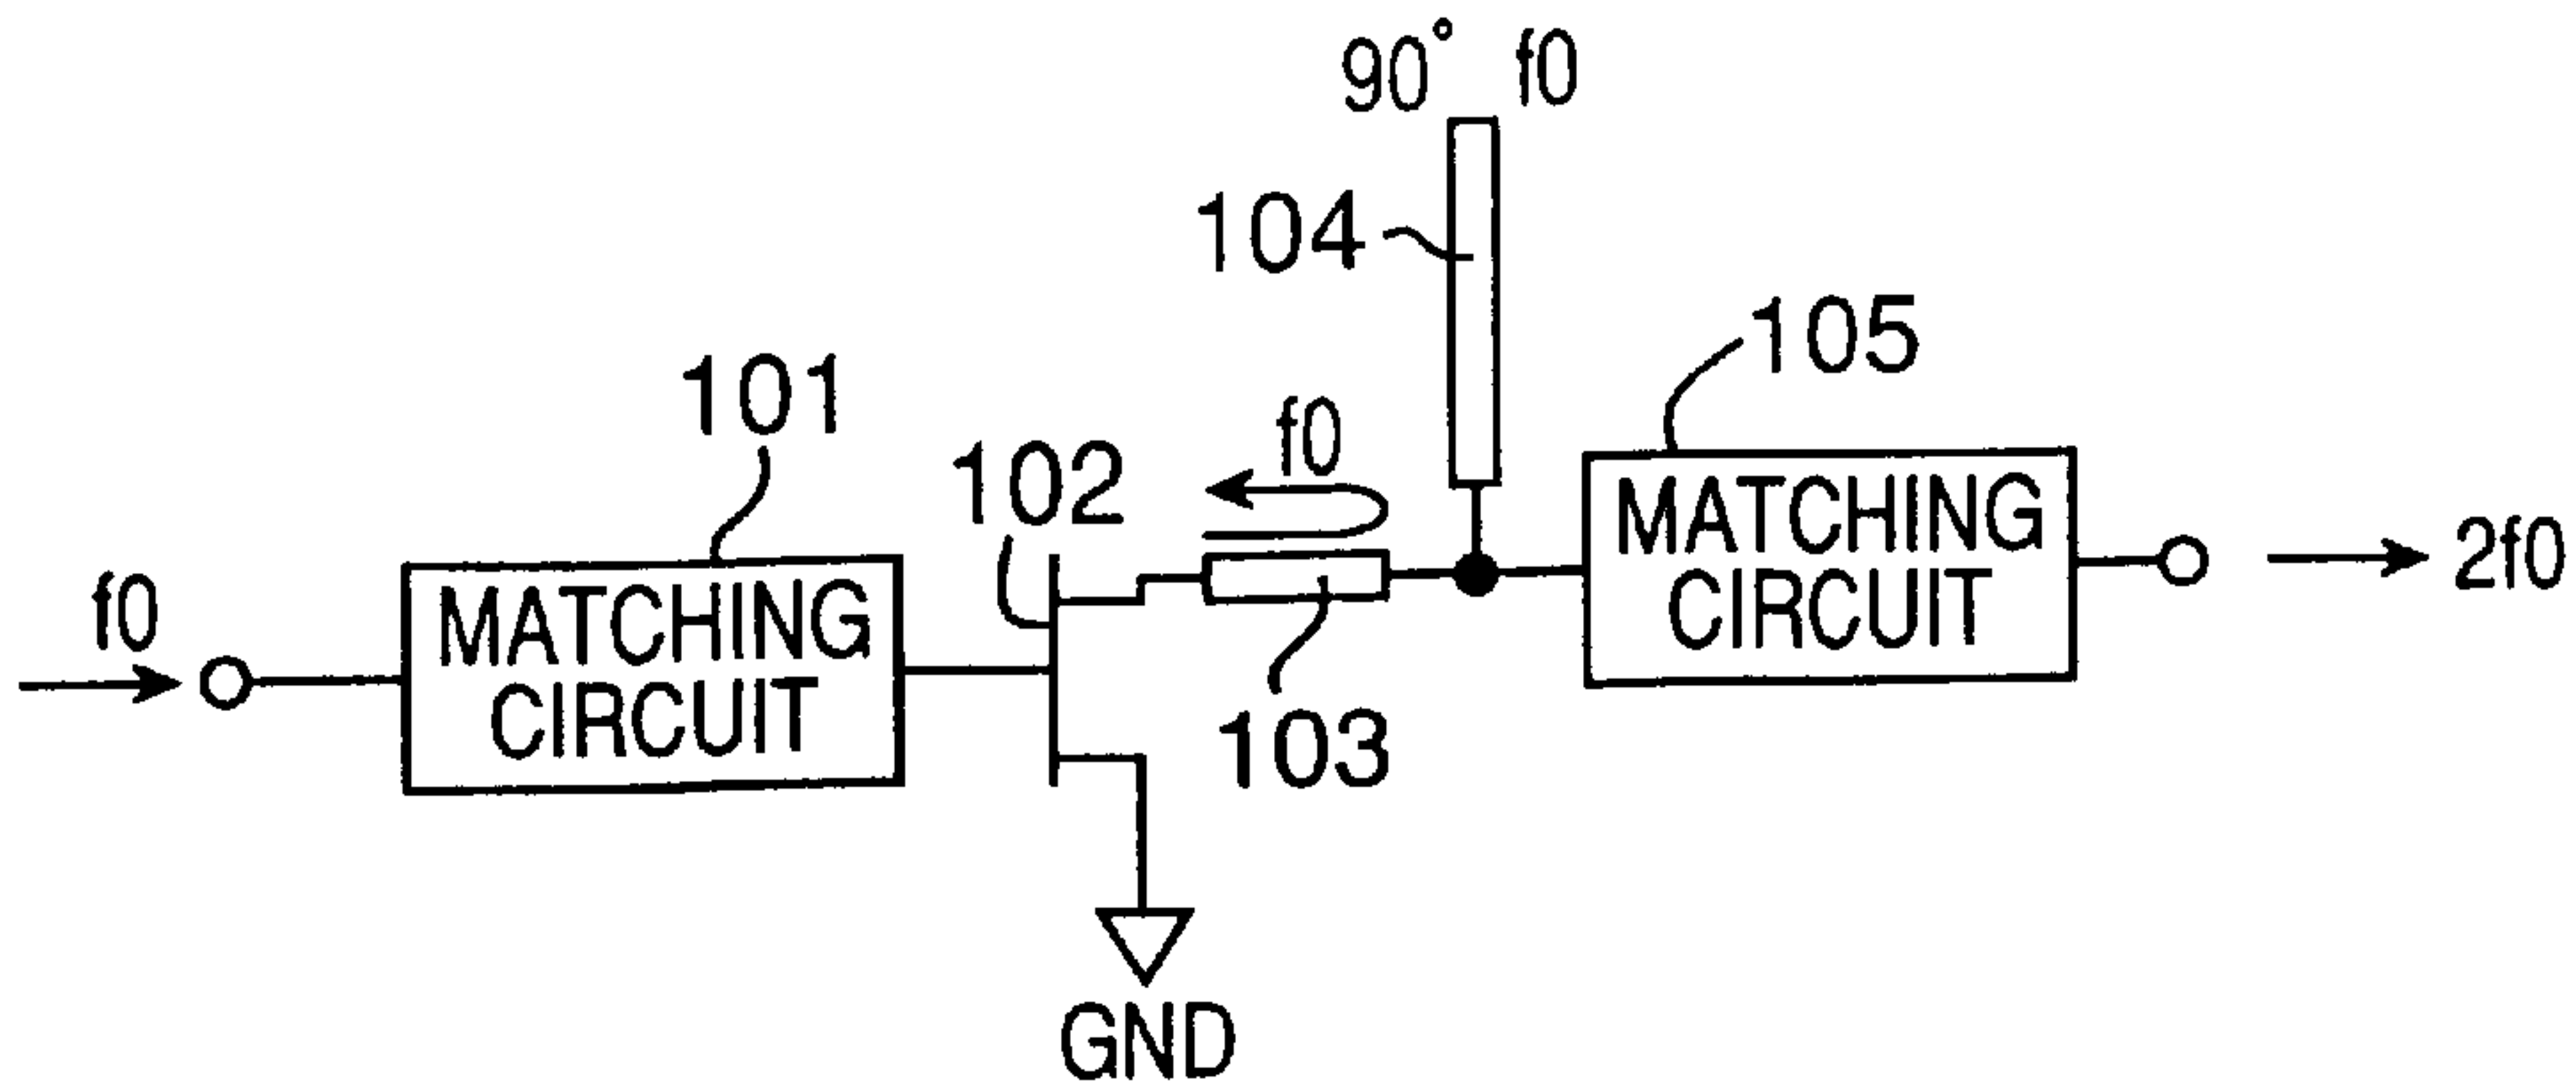 90° f0
104
105
101
f0
102
MATCHING
CIRCUIT
2f0
f0
MATCHING
CIRCUIT
103
GND